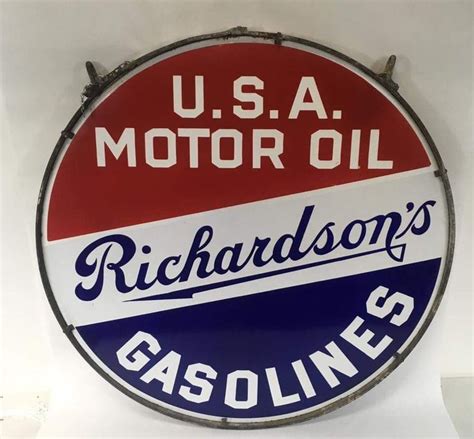 U.S.A.
MOTOR OIL
Richardson's
GASOLINES